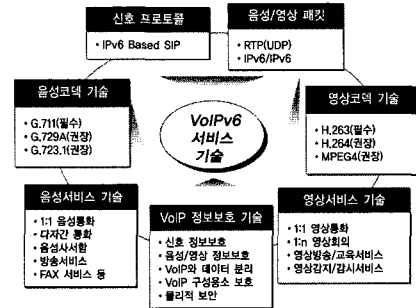 신호 프로토콜
• IPv6 Based SIP
음성/영상 패킷
• RTP(UDP)
• IPv6/IPv6
음성코덱 기술
• G.711(필수)
• G.729A(권장)
• G.723.1(권장)
VoIPv6
서비스
기술
영상코덱 기술
• H.263(필수)
• H.264(권장)
• MPEG4(권장)
음성서비스 기술
• 1:1 음성통화
• 다자간 통화
• 음성사서함
• 방송서비스
• FAX 서비스 등
VoIP 정보보호 기술
• 신호 정보보호
• 음성/영상 정보보호
• VoIP와 데이터 분리
• VoIP 구성용소 보호
• 물리적 보안
영상서비스 기술
• 1:1 영상통화
• 1:n 영상회의
• 영상방송/교육서비스
• 영상감지/감시서비스